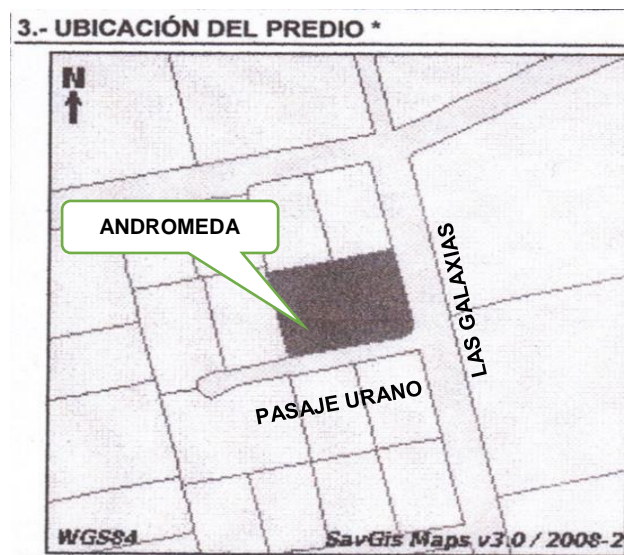 3.- UBICACIÓN DEL PREDIO *
N
ANDROMEDA
LAS GALAXIAS
PASAJE URANO
WGS84
SavGis Maps v3.0 / 2008-2